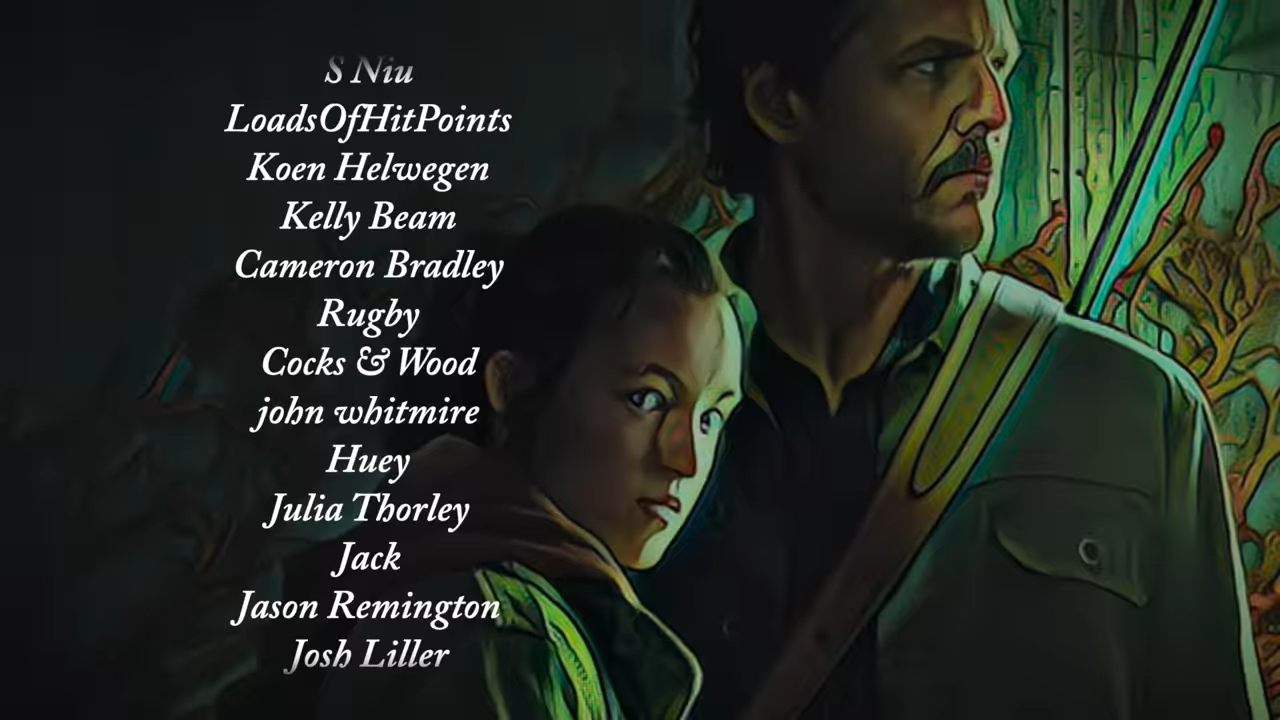 S Niu
LoadsOfHitPoints
Koen Helwegen
Kelly Beam
Cameron Bradley
Rugby
Cocks & Wood
john whitmire
Huey
Julia Thorley
Jack
Jason Remington
Josh Liller